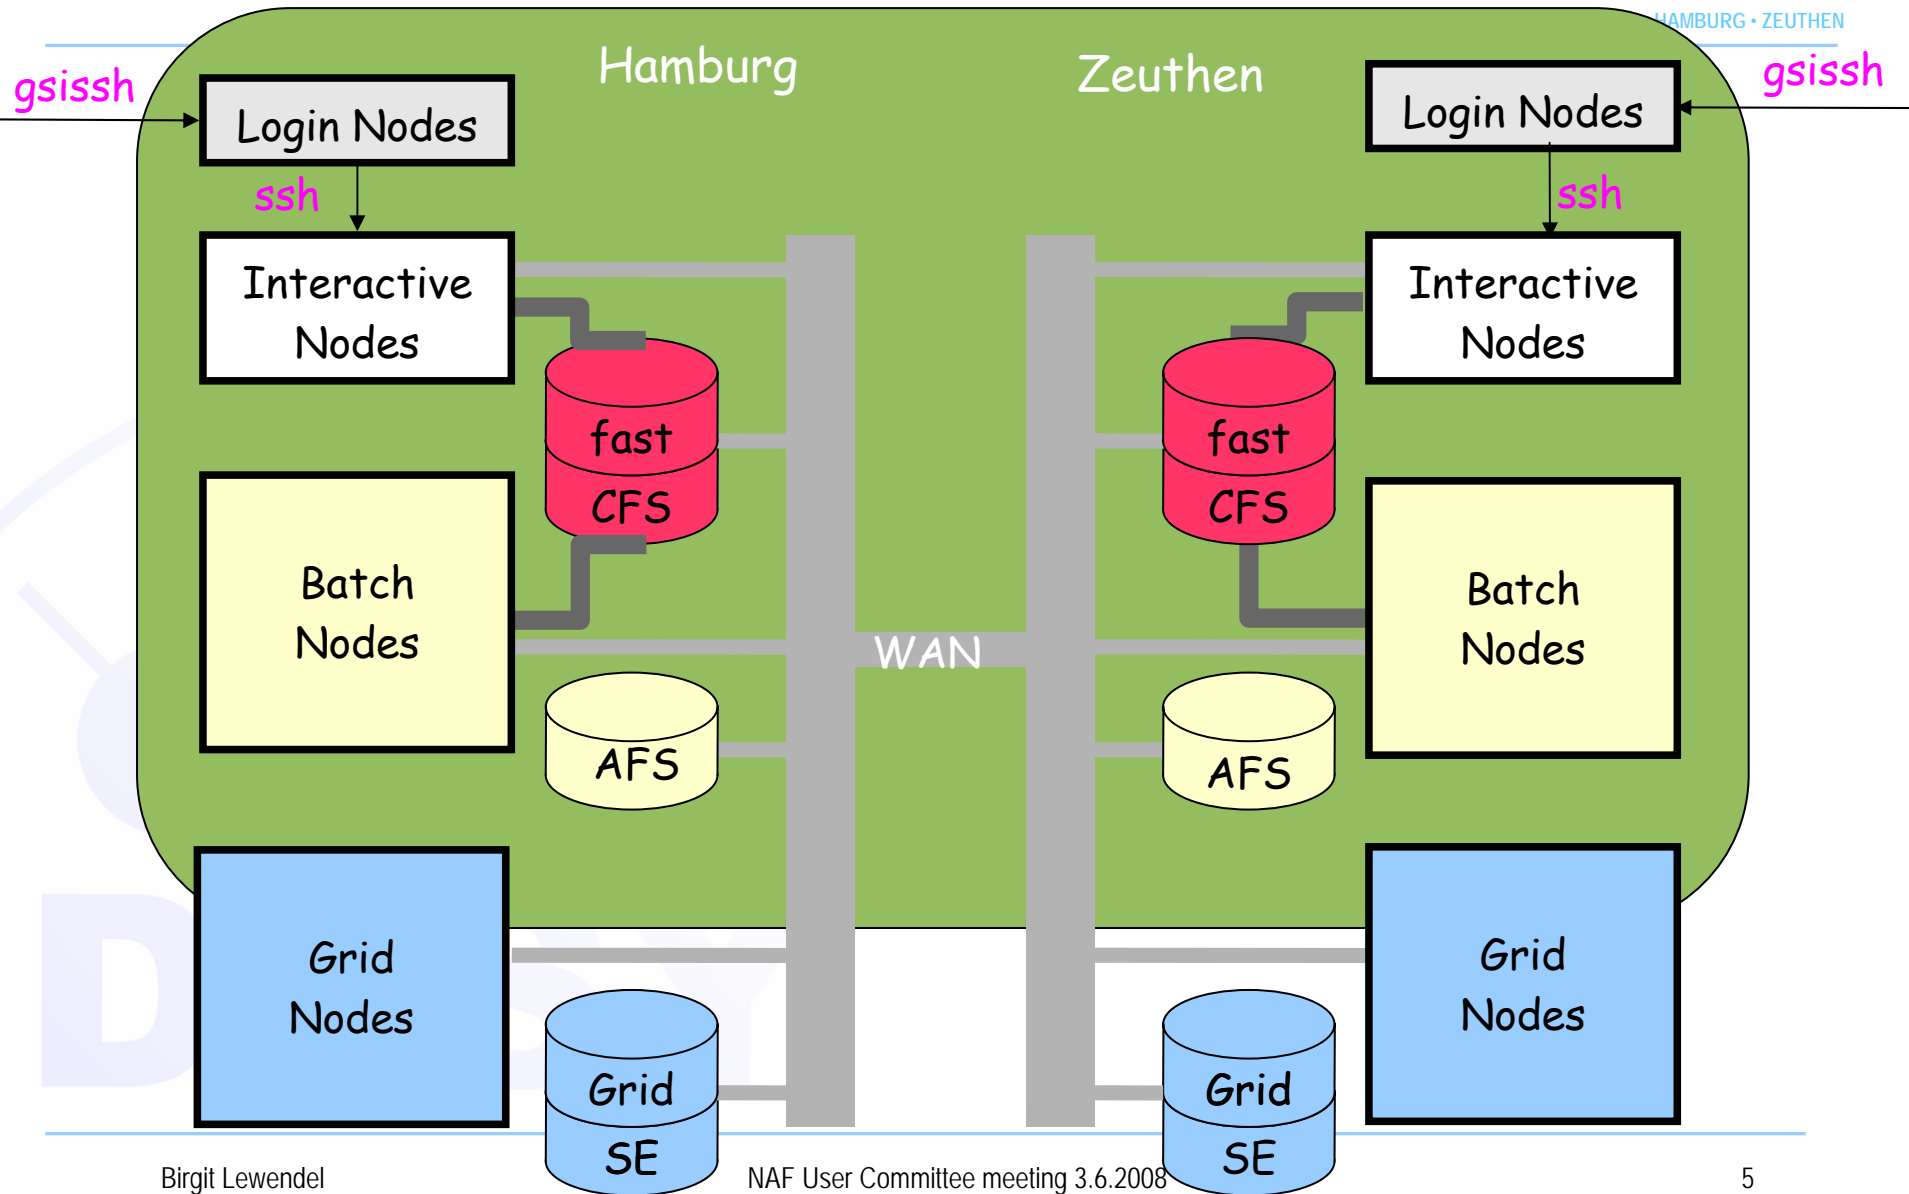 HAMBURG • ZEUTHEN
Hamburg
Zeuthen
gsissh
gsissh
Login Nodes
Login Nodes
ssh
ssh
Interactive
Nodes
Interactive
Nodes
fast
CFS
fast
CFS
Batch
Nodes
Batch
Nodes
WAN
AFS
AFS
Grid
Nodes
Grid
Nodes
Grid
SE
Grid
SE
DESY
Birgit Lewendel
NAF User Committee meeting 3.6.2008
5